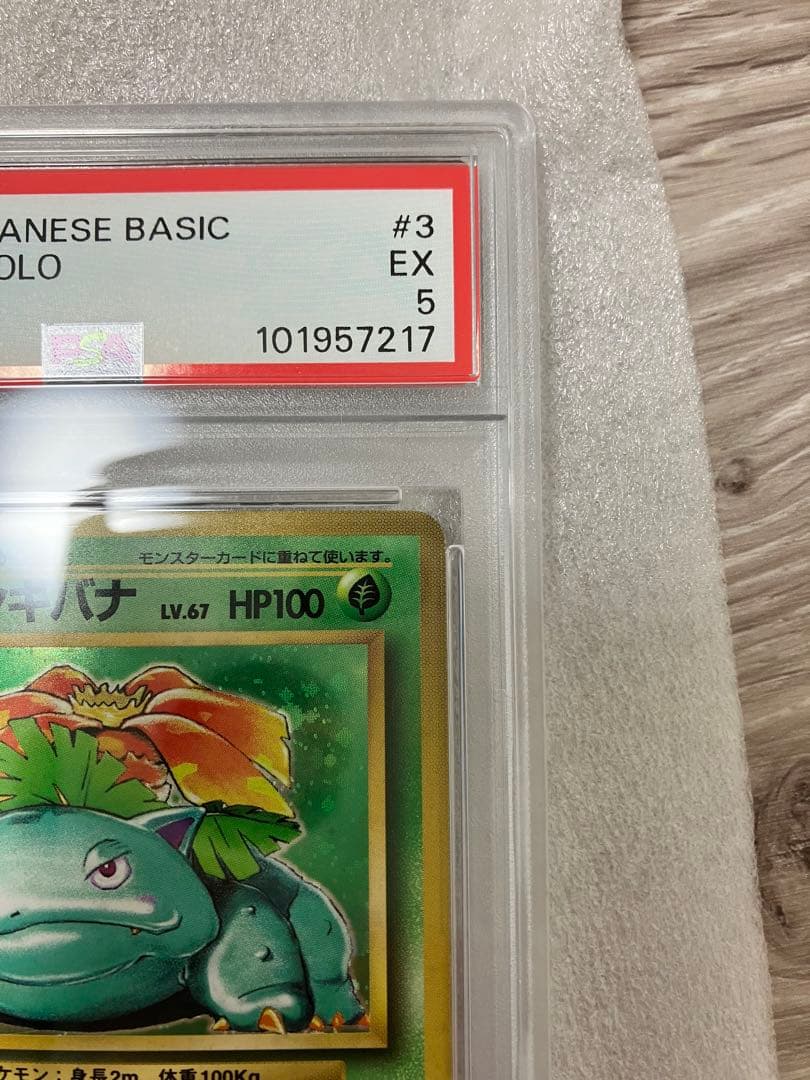 ANESE BASIC #3
OLO EX
5
101957217
PSA
モンスターカードに重ねて使います。
キバナ LV.67 HP100
ケモン：身長2m 体重100Kg